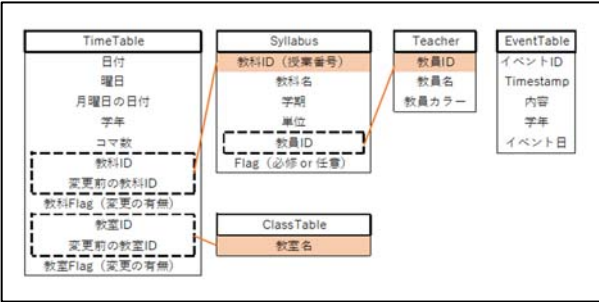 TimeTable
日付
曜日
月曜日の日付
学年
コマ数
教科ID
変更前の教科ID
教科Flag（変更の有無）
教室ID
変更前の教室ID
教室Flag（変更の有無）
Syllabus
教科ID（授業番号）
教科名
学期
単位
教員ID
Flag（必修 or 任意）
ClassTable
教室名
Teacher
教員ID
教員名
教員カラー
EventTable
イベントID
Timestamp
内容
学年
イベント日